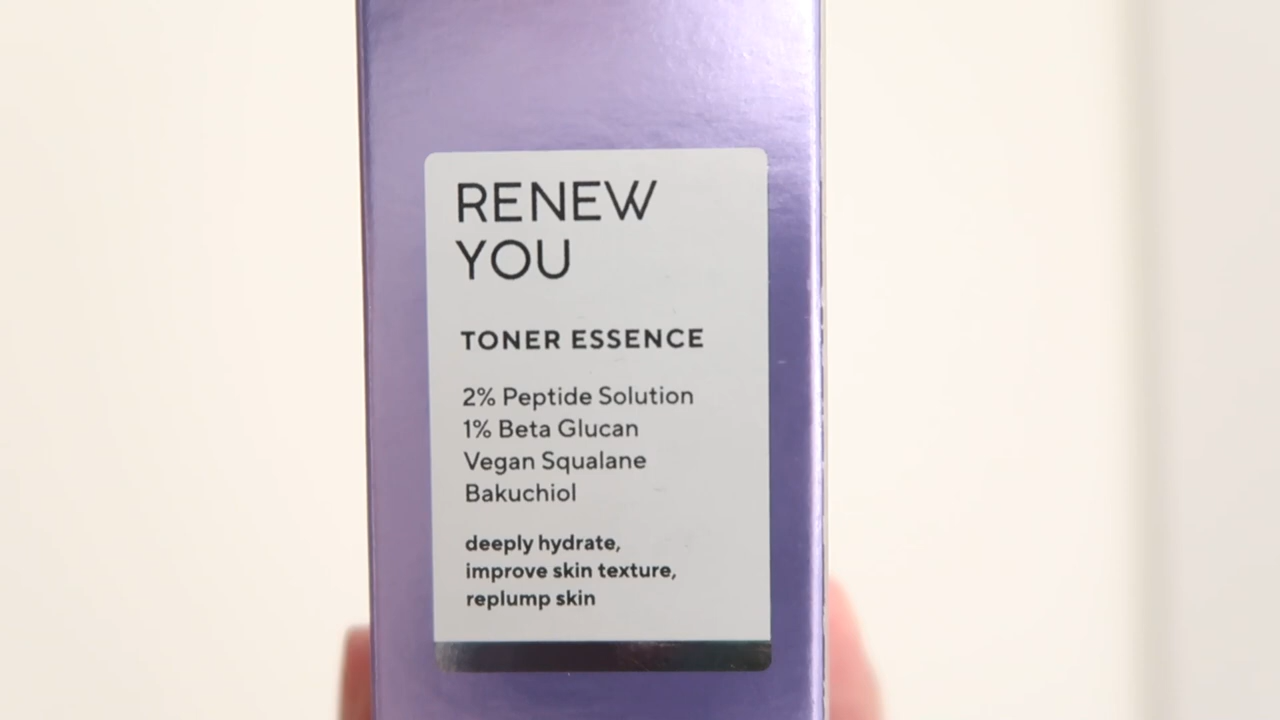 RENEW
YOU
TONER ESSENCE
2% Peptide Solution
1% Beta Glucan
Vegan Squalane
Bakuchiol
deeply hydrate,
improve skin texture,
replump skin